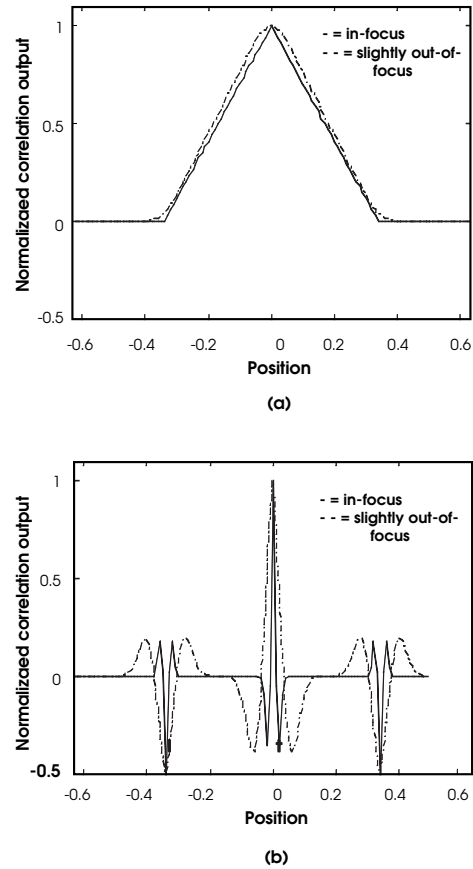 1
0.5
0
-0.5
Normalizaed correlation output
- = in-focus
- - = slightly out-of-
focus
-0.6 -0.4 -0.2 0 0.2 0.4 0.6
Position
(a)
1
0.5
0
-0.5
Normalizaed correlation output
- = in-focus
- - = slightly out-of-
focus
-0.6 -0.4 -0.2 0 0.2 0.4 0.6
Position
(b)